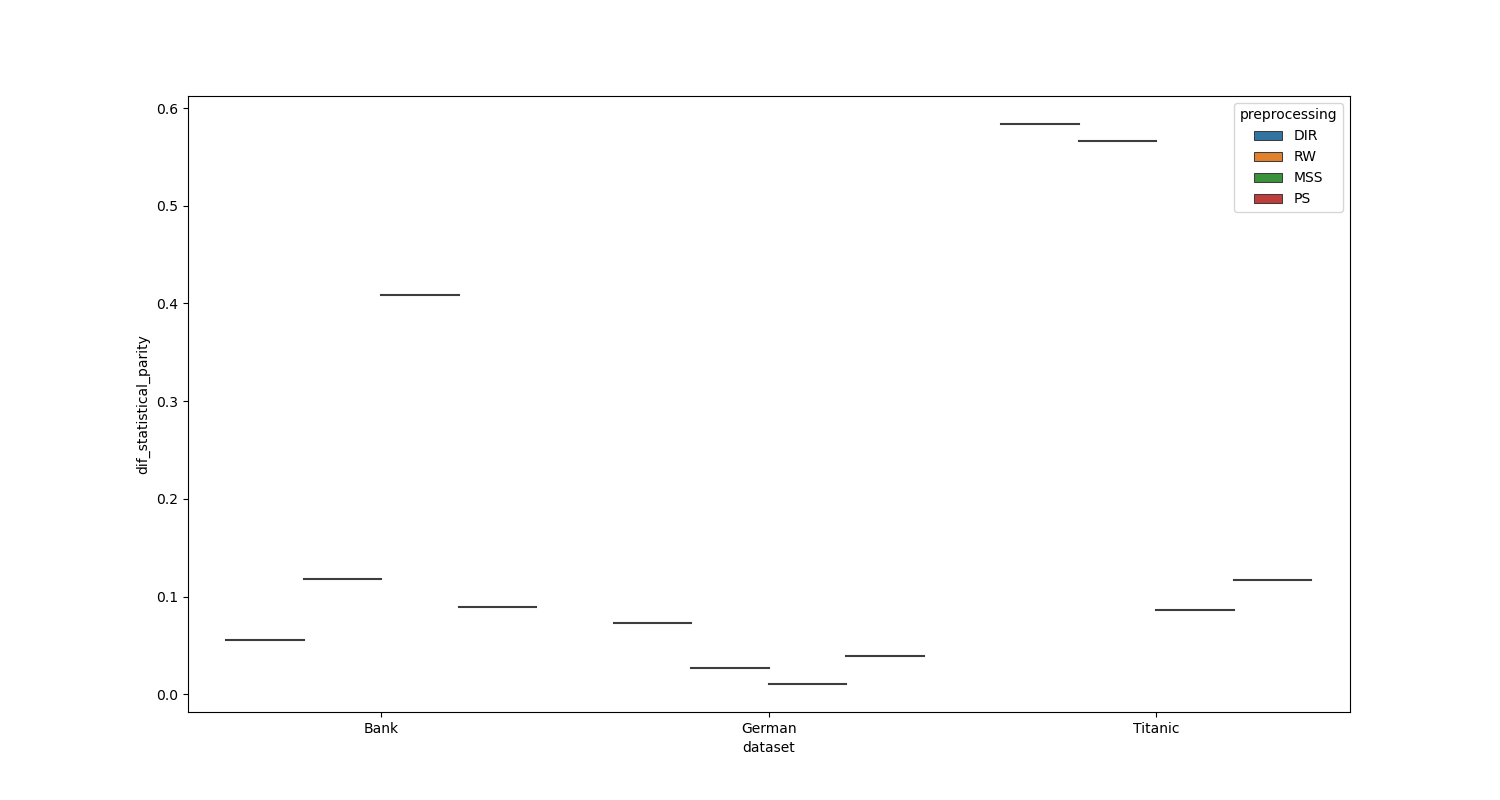 preprocessing
DIR
RW
MSS
PS
dif_statistical_parity
0.6
0.5
0.4
0.3
0.2
0.1
0.0
Bank
German
Titanic
dataset